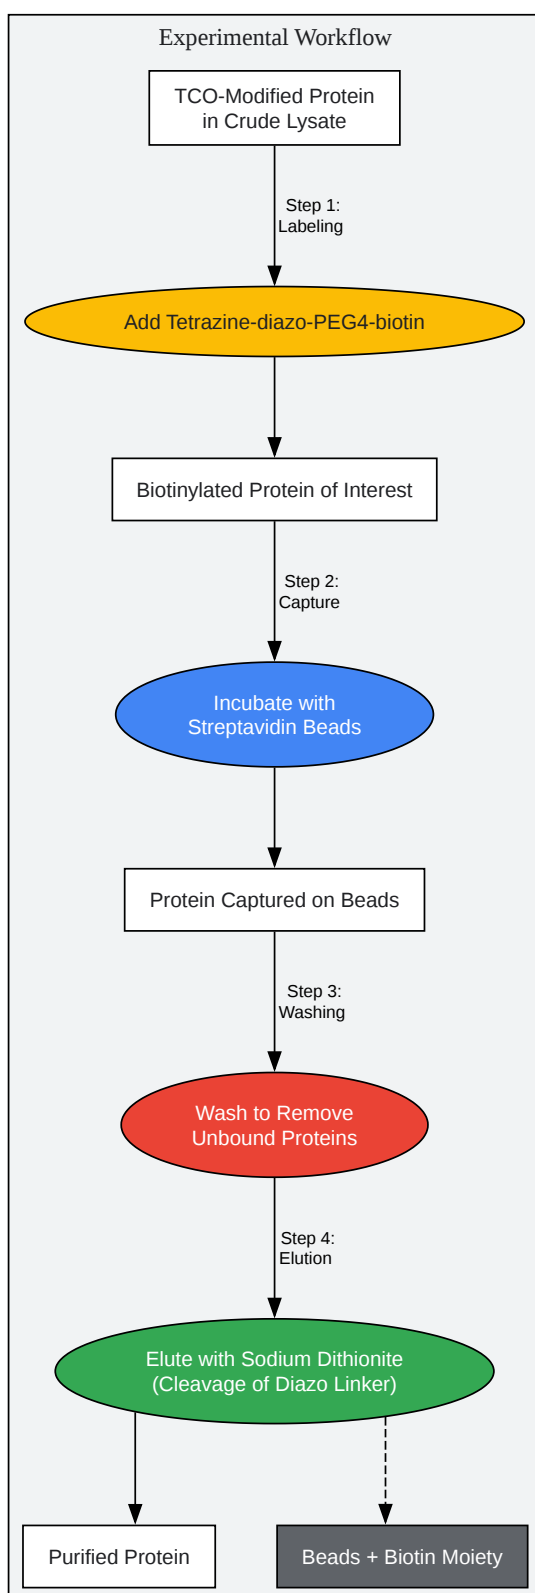 Experimental Workflow
TCO-Modified Protein
in Crude Lysate
Step 1:
Labeling
Add Tetrazine-diazo-PEG4-biotin
Biotinylated Protein of Interest
Step 2:
Capture
Incubate with
Streptavidin Beads
Protein Captured on Beads
Step 3:
Washing
Wash to Remove
Unbound Proteins
Step 4:
Elution
Elute with Sodium Dithionite
(Cleavage of Diazo Linker)
Purified Protein
Beads + Biotin Moiety